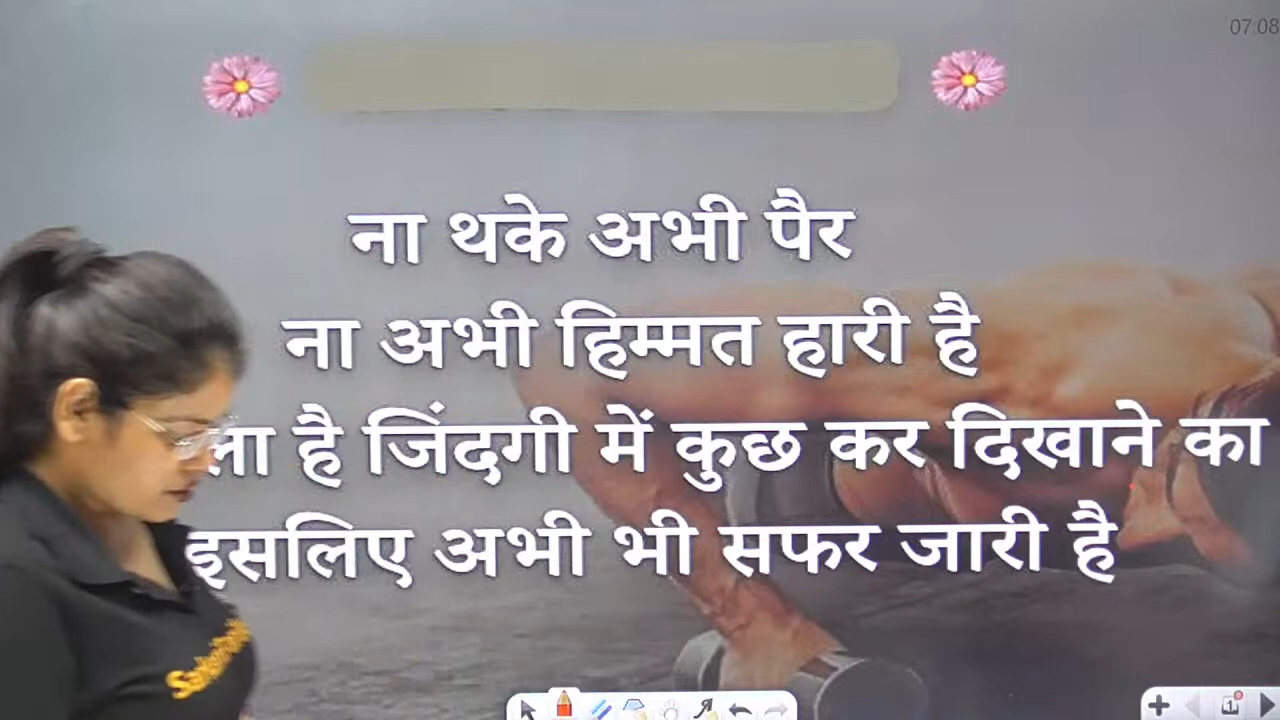 07:08
ना थके अभी पैर
ना अभी हिम्मत हारी है
है जिंदगी में कुछ कर दिखाने का
इसलिए अभी भी सफर जारी है